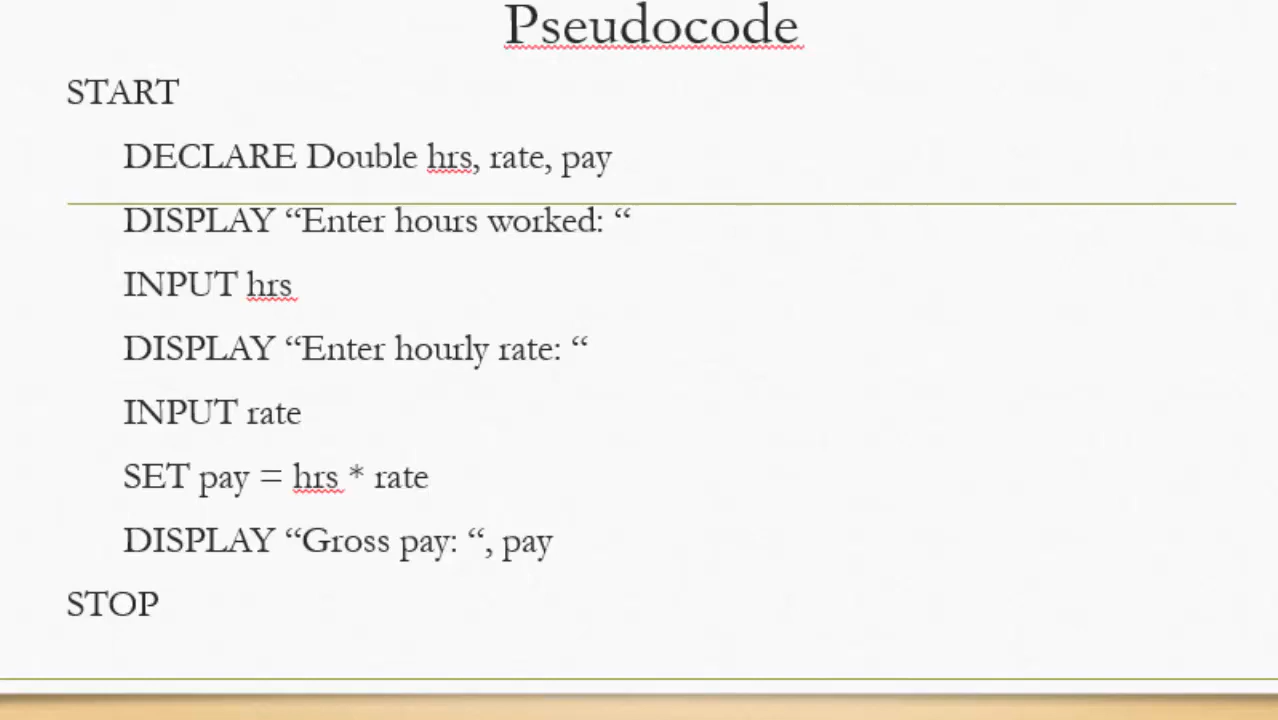 Pseudocode
START
DECLARE Double hrs, rate, pay
DISPLAY “Enter hours worked: “
INPUT hrs
DISPLAY “Enter hourly rate: “
INPUT rate
SET pay = hrs * rate
DISPLAY “Gross pay: “, pay
STOP